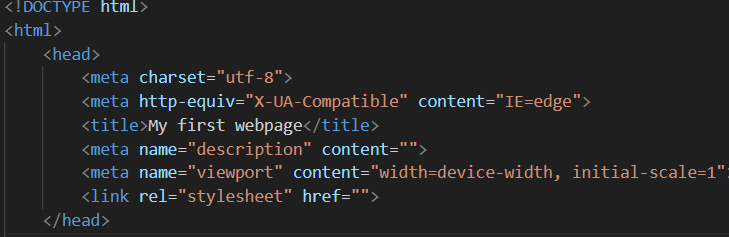 <!DOCTYPE html>
<html>
<head>
<meta charset="utf-8">
<meta http-equiv="X-UA-Compatible" content="IE=edge">
<title>My first webpage</title>
<meta name="description" content="">
<meta name="viewport" content="width=device-width, initial-scale=1">
<link rel="stylesheet" href="">
</head>